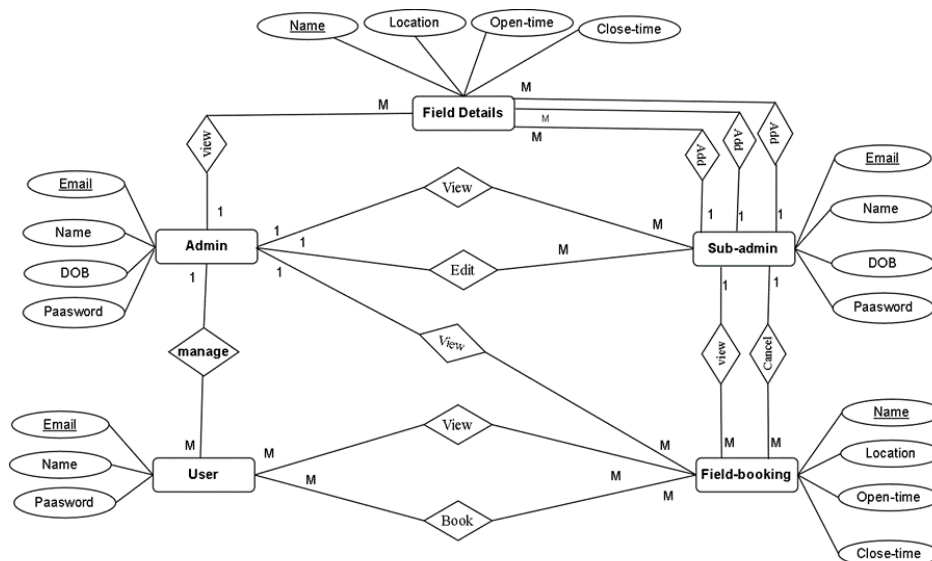 Name
Location
Open-time
Close-time
M
M
M
M
Field Details
view
Add
Add
Add
Email
Name
DOB
Paasword
1
Admin
1
1
1
1
View
M
Edit
M
1
1
1
Sub-admin
1
1
Email
Name
DOB
Paasword
manage
View
view
Cancel
M
M
M
M
Email
Name
Paasword
User
M
M
View
Book
M
M
Field-booking
Name
Location
Open-time
Close-time